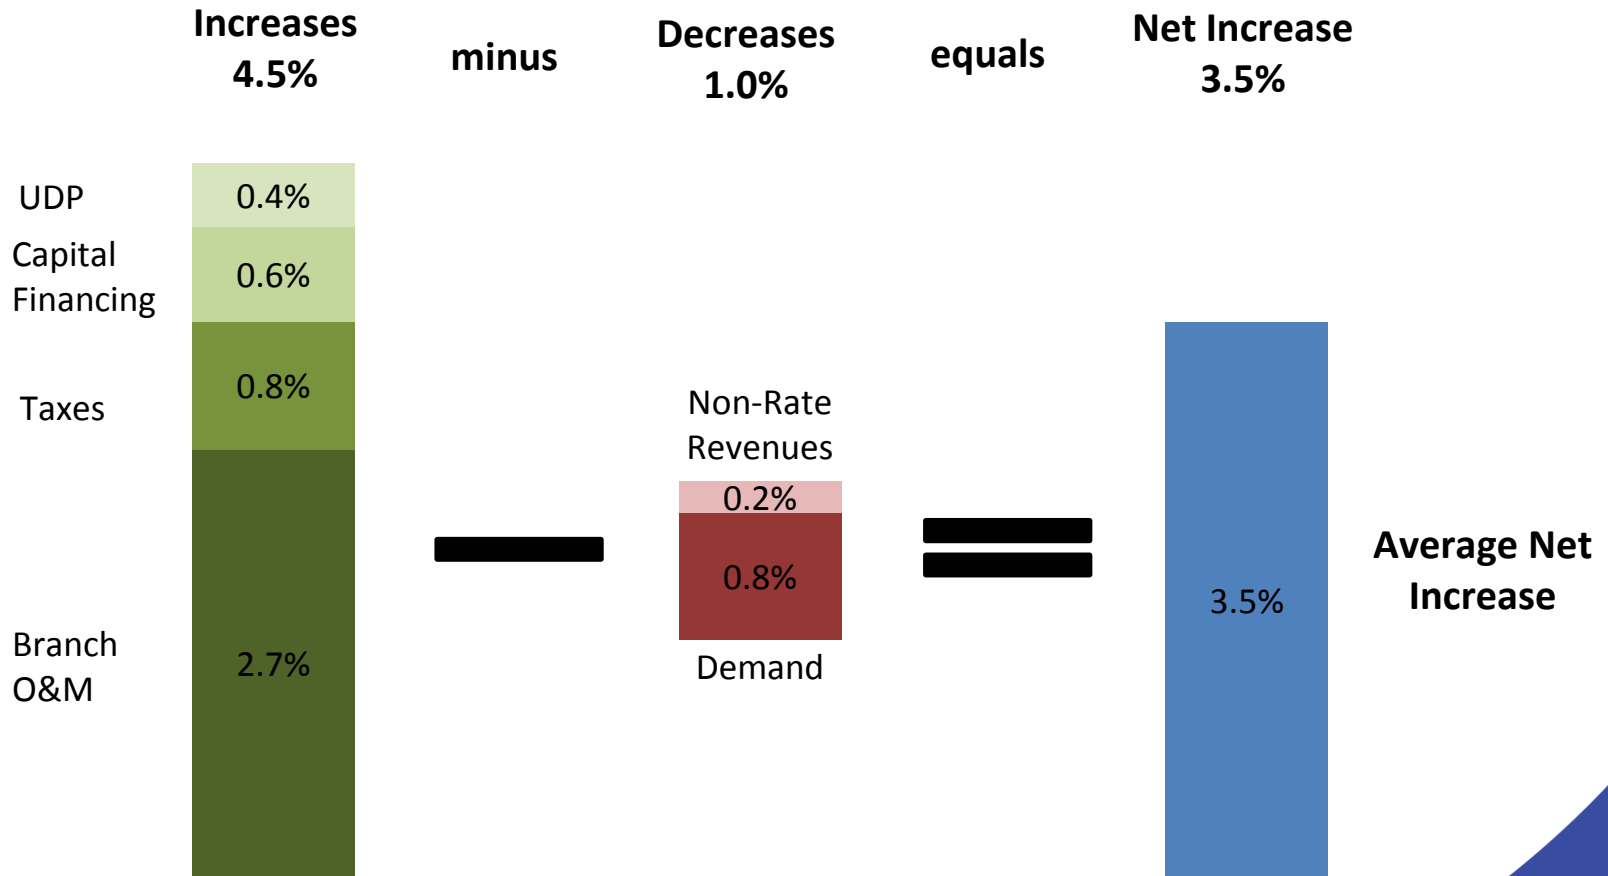 Increases
4.5%
minus
Decreases
1.0%
equals
Net Increase
3.5%
UDP
0.4%
Capital
Financing
0.6%
Taxes
0.8%
Branch
O&M
2.7%
Non-Rate
Revenues
0.2%
0.8%
Demand
3.5%
Average Net
Increase